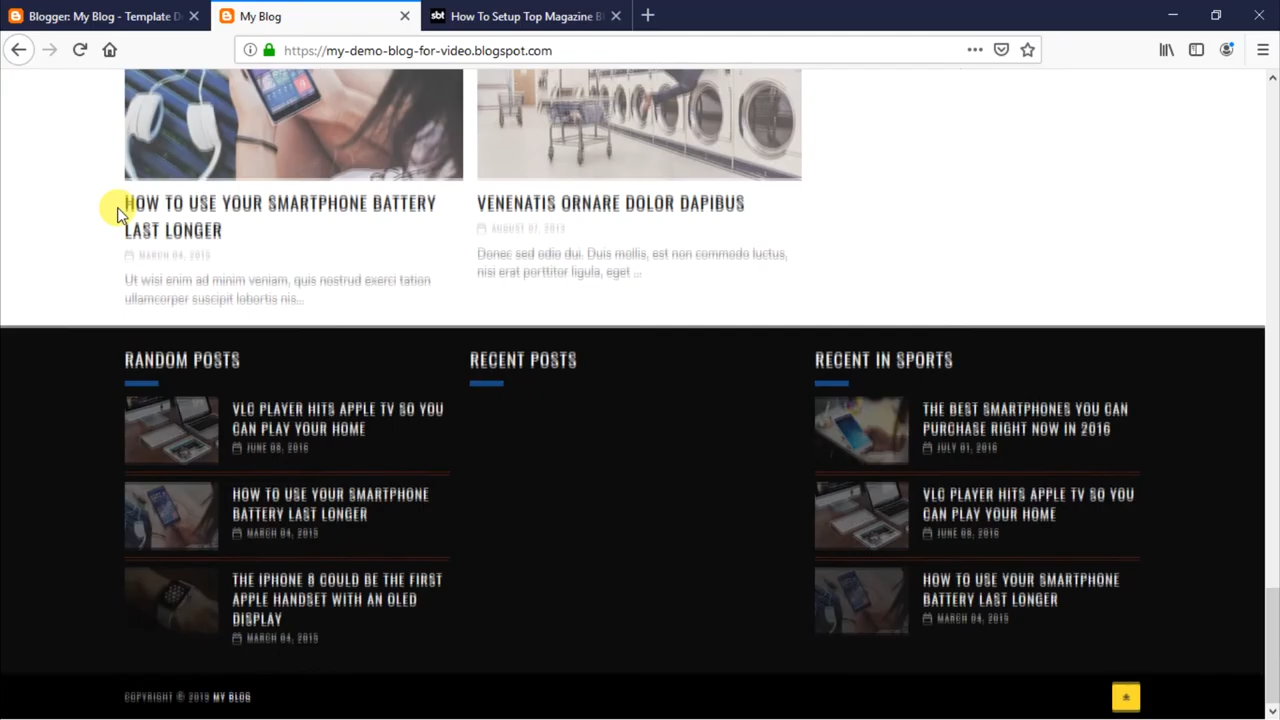 Blogger: My Blog - Template D
My Blog
sbt
How To Setup Top Magazine B
https://my-demo-blog-for-video.blogspot.com
HOW TO USE YOUR SMARTPHONE BATTERY
LAST LONGER
MARCH 04, 2015
Ut wisi enim ad minim veniam, quis nostrud exerci tation
ullamcorper suscipit lobortis nis...
VENENATIS ORNARE DOLOR DAPIBUS
AUGUST 07, 2013
Donec sed odio dui. Duis mollis, est non commodo luctus,
nisi erat porttitor ligula, eget ...
RANDOM POSTS
VLC PLAYER HITS APPLE TV SO YOU
CAN PLAY YOUR HOME
JUNE 08, 2016
HOW TO USE YOUR SMARTPHONE
BATTERY LAST LONGER
MARCH 04, 2015
THE IPHONE 8 COULD BE THE FIRST
APPLE HANDSET WITH AN OLED
DISPLAY
MARCH 04, 2015
RECENT POSTS
RECENT IN SPORTS
THE BEST SMARTPHONES YOU CAN
PURCHASE RIGHT NOW IN 2016
JULY 01, 2016
VLC PLAYER HITS APPLE TV SO YOU
CAN PLAY YOUR HOME
JUNE 08, 2016
HOW TO USE YOUR SMARTPHONE
BATTERY LAST LONGER
MARCH 04, 2015
COPYRIGHT © 2019 MY BLOG